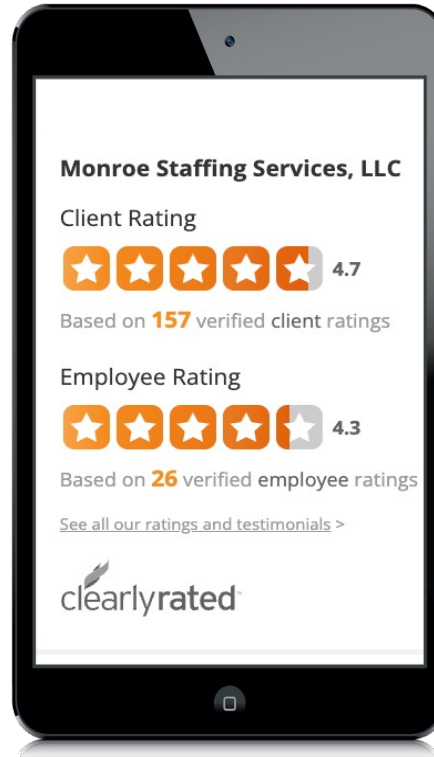 Monroe Staffing Services, LLC
Client Rating
4.7
Based on 157 verified client ratings
Employee Rating
4.3
Based on 26 verified employee ratings
See all our ratings and testimonials >
clearlyrated